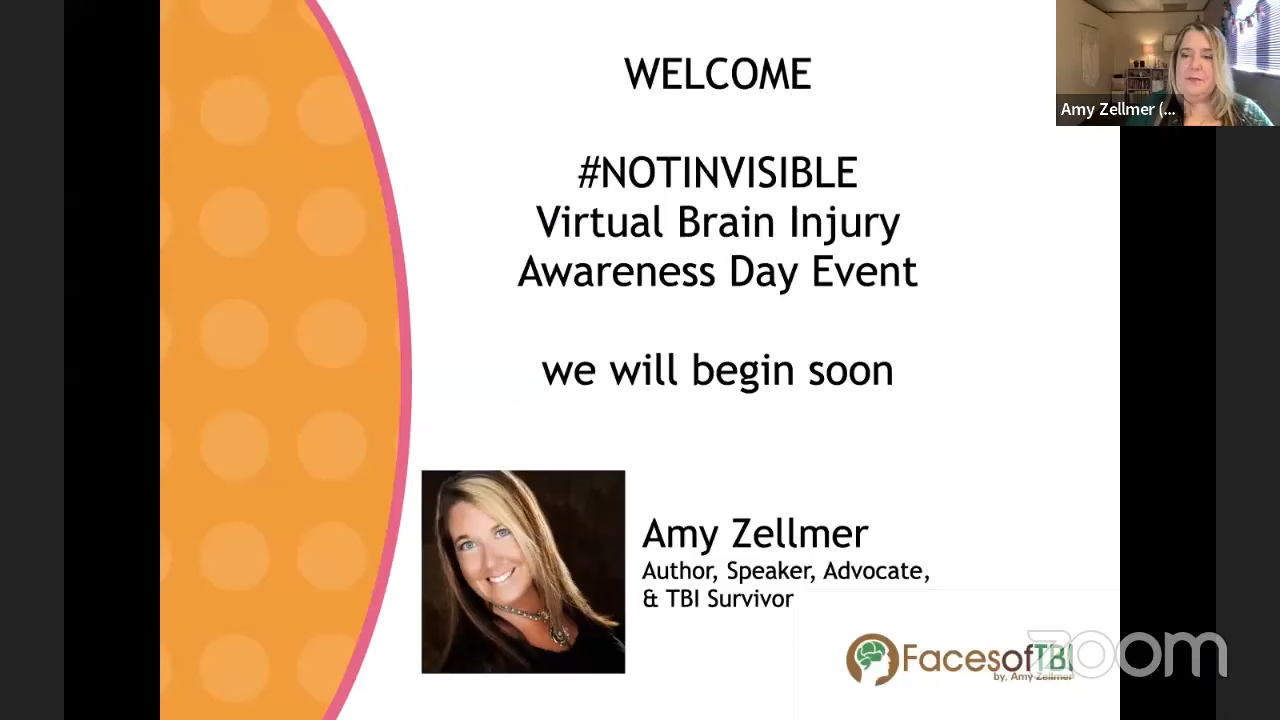 WELCOME
#NOTINVISIBLE
Virtual Brain Injury
Awareness Day Event
we will begin soon
Amy Zellmer (...
Amy Zellmer
Author, Speaker, Advocate,
& TBI Survivor
FacesofTBI
by, Amy Zellmer
zoom